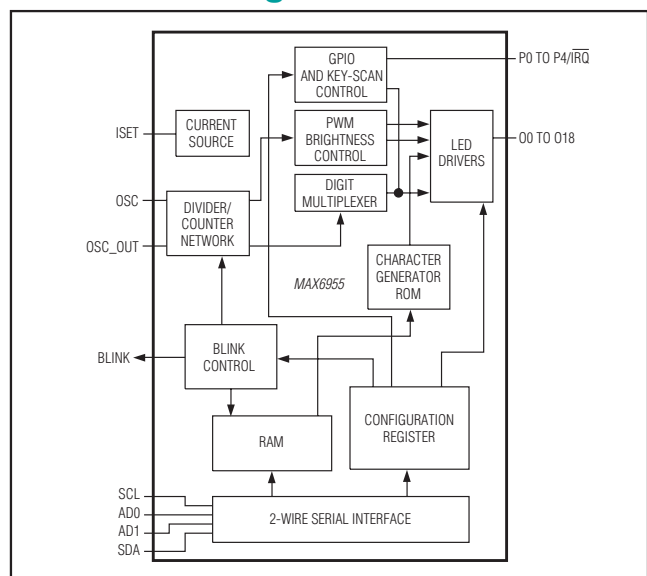 GPIO
AND KEY-SCAN
CONTROL
P0 TO P4/IRQ
ISET
CURRENT
SOURCE
PWM
BRIGHTNESS
CONTROL
LED
DRIVERS
O0 TO O18
OSC
OSC_OUT
DIVIDER/
COUNTER
NETWORK
DIGIT
MULTIPLEXER
MAX6955
CHARACTER
GENERATOR
ROM
BLINK
BLINK
CONTROL
RAM
CONFIGURATION
REGISTER
SCL
AD0
AD1
SDA
2-WIRE SERIAL INTERFACE